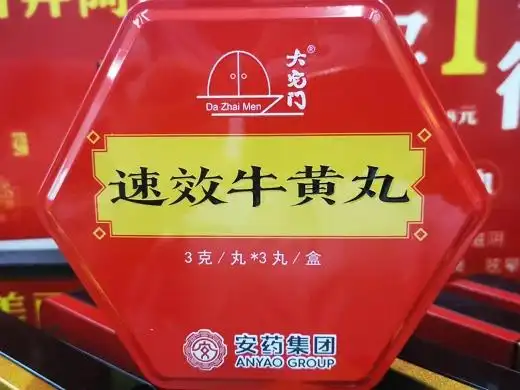 大宅门®
Da Zhai Men
速效牛黄丸
3克/丸*3丸/盒
安药集团
ANYAO GROUP